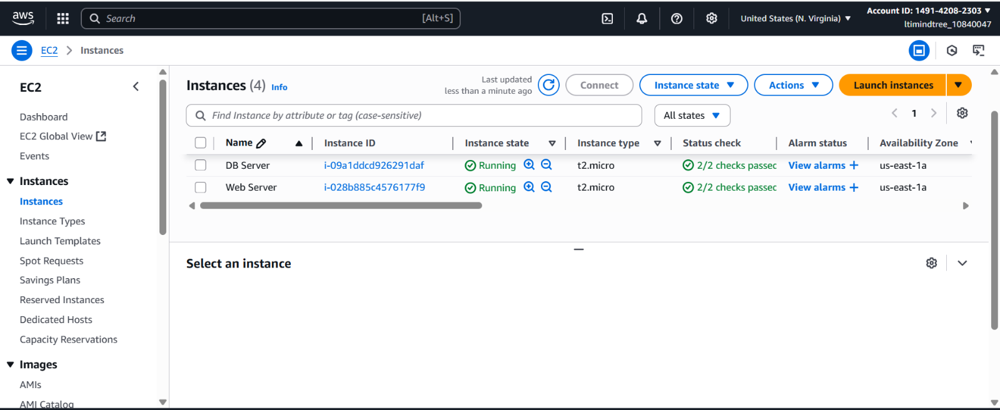 aws
Search [Alt+S]
United States (N. Virginia)
Account ID: 1491-4208-2303
ltimindtree_10840047
EC2 Instances
EC2
Dashboard
EC2 Global View
Events
Instances
Instances
Instance Types
Launch Templates
Spot Requests
Savings Plans
Reserved Instances
Dedicated Hosts
Capacity Reservations
Images
AMIs
AMI Catalog
Instances (4) Info
Last updated
less than a minute ago
Connect Instance state Actions Launch instances
Find Instance by attribute or tag (case-sensitive) All states 1
Name Instance ID Instance state Instance type Status check Alarm status Availability Zone
DB Server i-09a1ddcd926291daf Running t2.micro 2/2 checks passec View alarms + us-east-1a
Web Server i-028b885c4576177f9 Running t2.micro 2/2 checks passec View alarms + us-east-1a
Select an instance